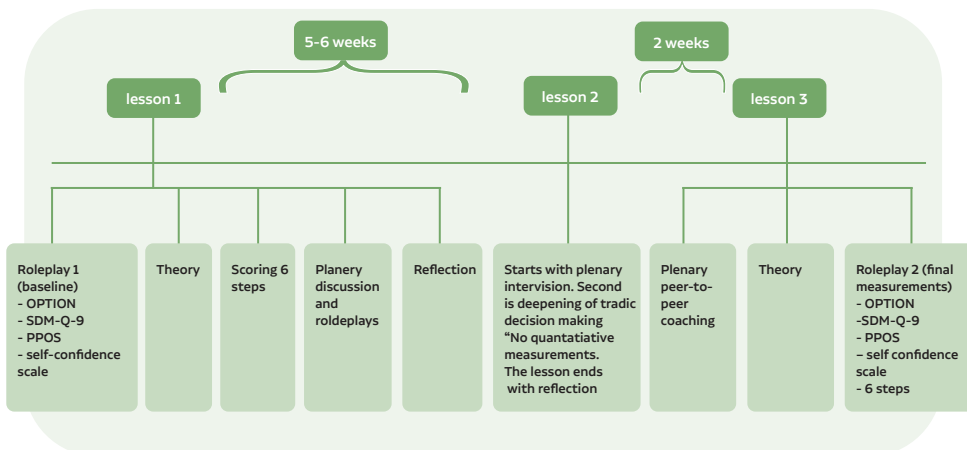 5-6 weeks
2 weeks
lesson 1
lesson 2
lesson 3
Roleplay 1
(baseline)
- OPTION
- SDM-Q-9
- PPOS
- self-confidence
scale
Theory
Scoring 6
steps
Planery
discussion
and
roldeplays
Reflection
Starts with plenary
intervision. Second
is deepening of tradic
decision making
“No quantatiative
measurements.
The lesson ends
with reflection
Plenary
peer-to-
peer
coaching
Theory
Roleplay 2 (final
measurements)
- OPTION
-SDM-Q-9
- PPOS
– self confidence
scale
- 6 steps